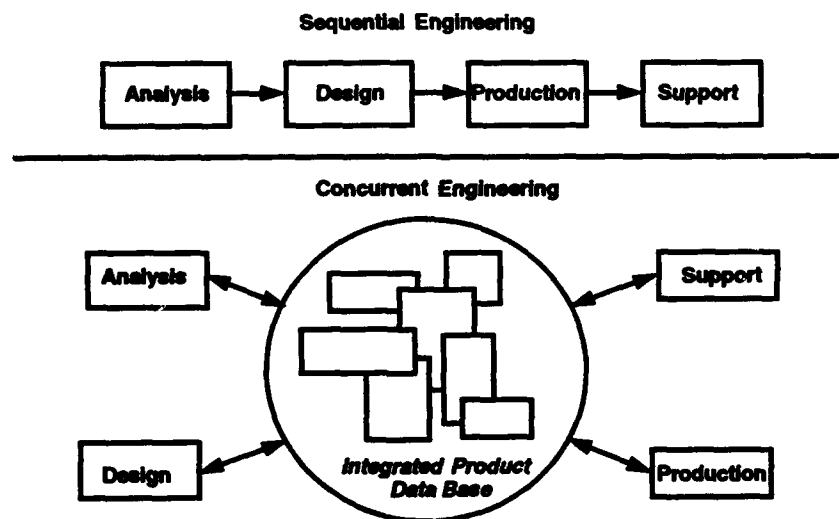 Sequential Engineering
Analysis
Design
Production
Support
Concurrent Engineering
Analysis
Support
Design
Production
Integrated Product
Data Base